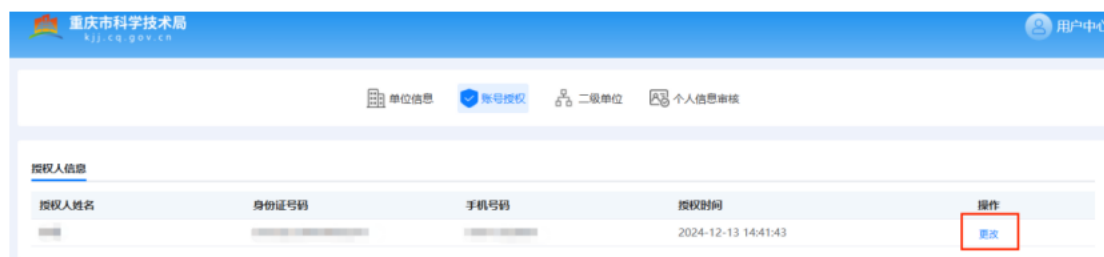 重庆市科学技术局
kjj.cq.gov.cn
用户中心
单位信息 账号授权 二级单位 个人信息审核
授权人信息
授权人姓名 身份证号码 手机号码 授权时间 操作
2024-12-13 14:41:43 更改